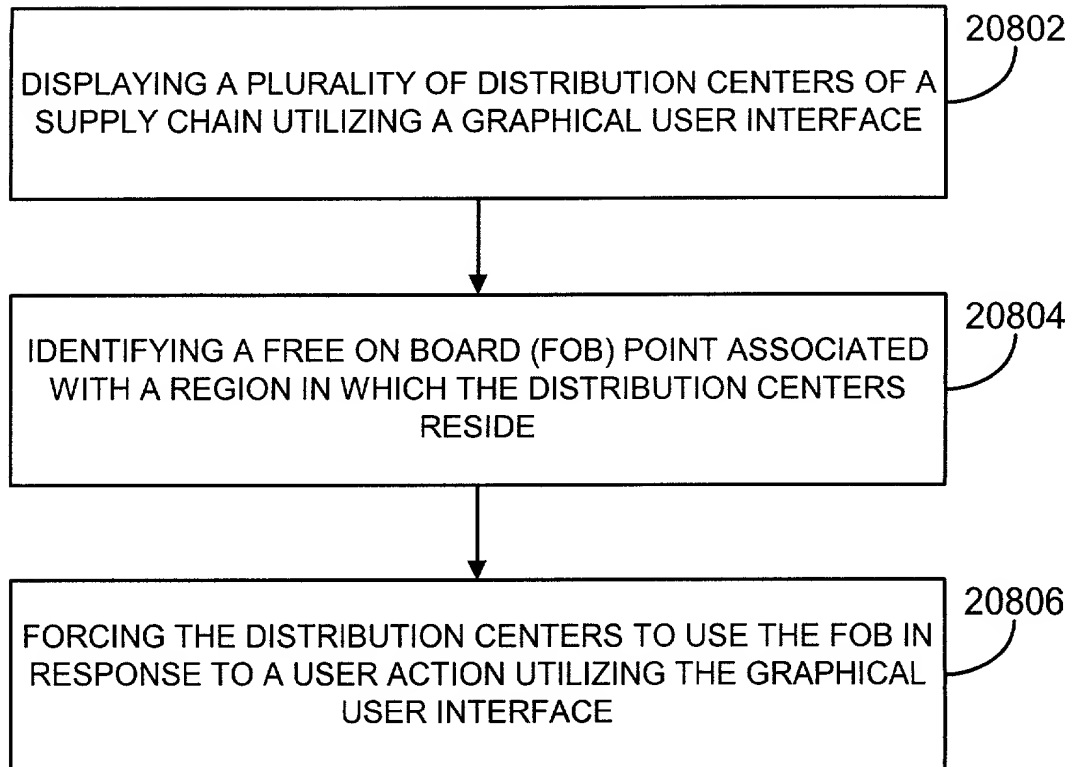 20802
DISPLAYING A PLURALITY OF DISTRIBUTION CENTERS OF A
SUPPLY CHAIN UTILIZING A GRAPHICAL USER INTERFACE
20804
IDENTIFYING A FREE ON BOARD (FOB) POINT ASSOCIATED
WITH A REGION IN WHICH THE DISTRIBUTION CENTERS
RESIDE
20806
FORCING THE DISTRIBUTION CENTERS TO USE THE FOB IN
RESPONSE TO A USER ACTION UTILIZING THE GRAPHICAL
USER INTERFACE